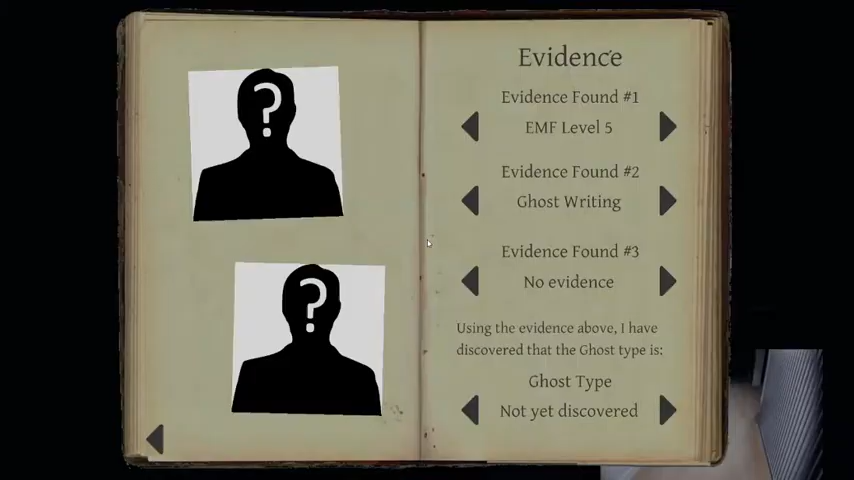 ?
?
Evidence
Evidence Found #1
EMF Level 5
Evidence Found #2
Ghost Writing
Evidence Found #3
No evidence
Using the evidence above, I have
discovered that the Ghost type is:
Ghost Type
Not yet discovered